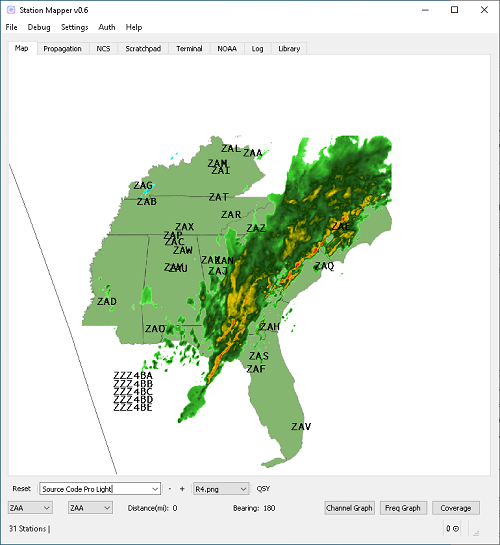 Station Mapper v0.6
File Debug Settings Auth Help
Map Propagation NCS Scratchpad Terminal NOAA Log Library
ZAL
ZAA
ZAM
ZAI
ZAG
ZAB
ZAT
ZAR
ZAX
ZAZ
ZAE
ZAP
ZAC
ZAW
ZAK
ZAN
ZAQ
ZAU
ZAJ
ZAD
ZAO
ZAH
ZAS
ZAF
ZZZ4BA
ZZZ4BB
ZZZ4BC
ZZZ4BD
ZZZ4BE
ZAV
Reset Source Code Pro Light - + R4.png QSY
ZAA ZAA Distance(mi): 0 Bearing: 180 Channel Graph Freq Graph Coverage
31 Stations |